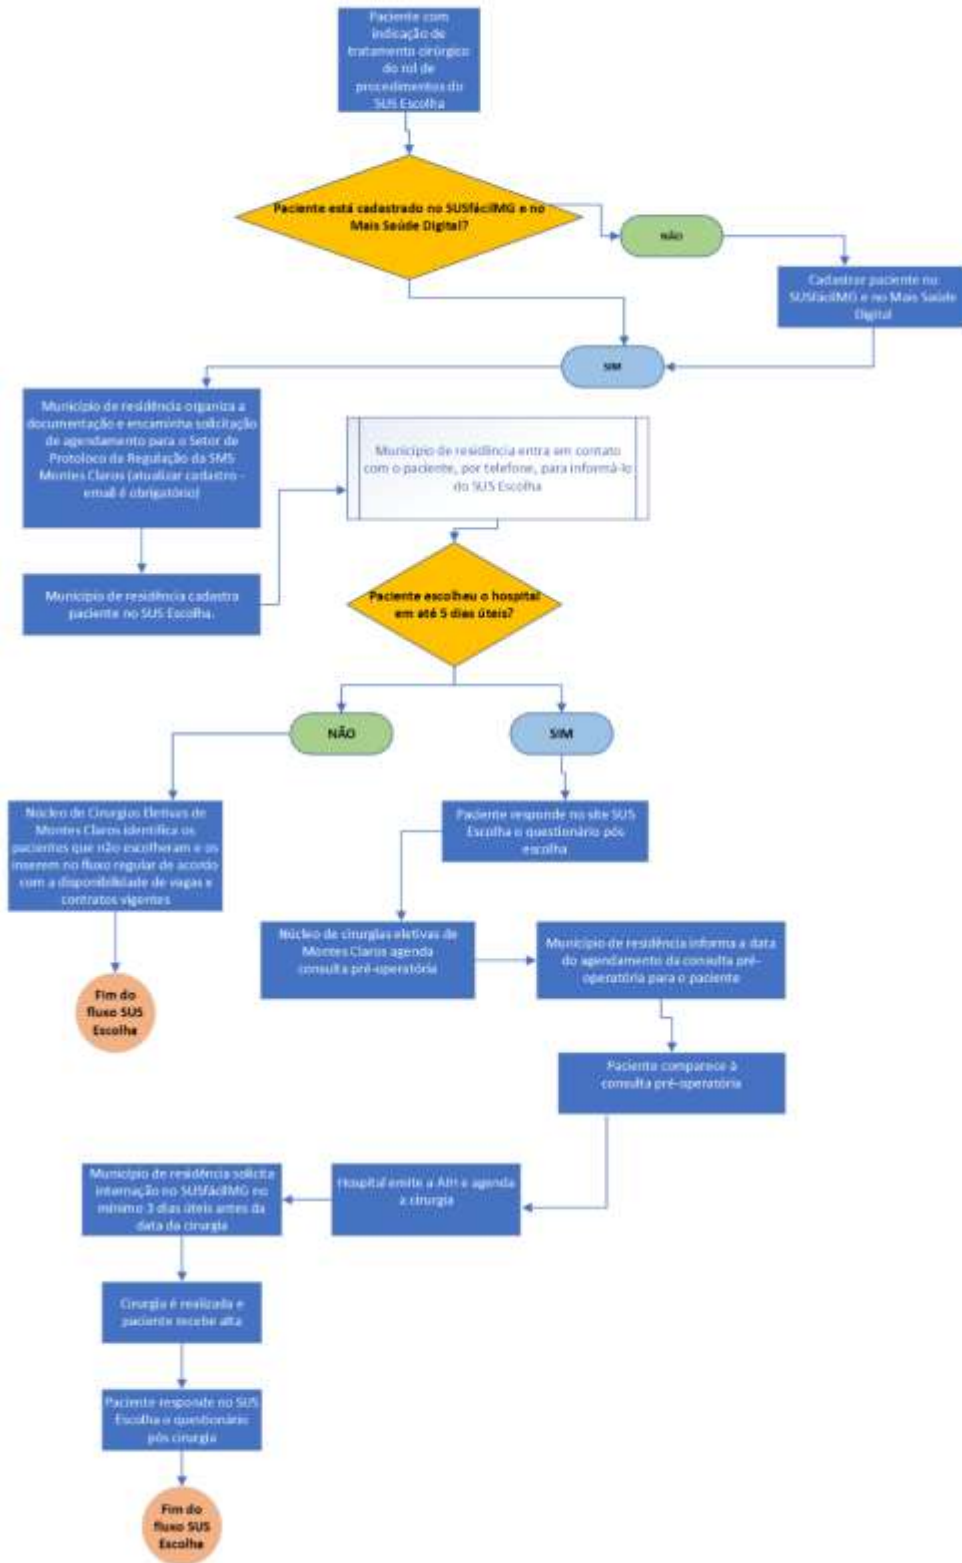 Paciente com
indicação de
tratamento cirúrgico
do rol de
procedimentos do
SUS Escolha
Paciente está cadastrado no SUSfácilMG e no
Mais Saúde Digital?
NÃO
Cadastrar paciente no
SUSfácilMG e no Mais Saúde
Digital
SIM
Município de residência organiza a
documentação e encaminha solicitação
de agendamento para o Setor de
Protoloco da Regulação da SMS
Montes Claros (atualizar cadastro -
email é obrigatório)
Município de residência entra em contato
com o paciente, por telefone, para informá-lo
do SUS Escolha
Município de residência cadastra
paciente no SUS Escolha.
Paciente escolheu o hospital
em até 5 dias úteis?
NÃO
SIM
Núcleo de Cirurgias Eletivas de
Montes Claros identifica os
pacientes que não escolheram e os
inserem no fluxo regular de acordo
com a disponibilidade de vagas e
contratos vigentes
Paciente responde no site SUS
Escolha o questionário pós
escolha
Núcleo de cirurgias eletivas de
Montes Claros agenda
consulta pré-operatória
Município de residência informa a data
do agendamento da consulta pré-
operatória para o paciente
Fim do
fluxo SUS
Escolha
Paciente comparece à
consulta pré-operatória
Hospital emite a AIH e agenda
a cirurgia
Município de residência solicita
internação no SUSfácilMG no
mínimo 3 dias úteis antes da
data da cirurgia
Cirurgia é realizada e
paciente recebe alta
Paciente responde no SUS
Escolha o questionário
pós cirurgia
Fim do
fluxo SUS
Escolha